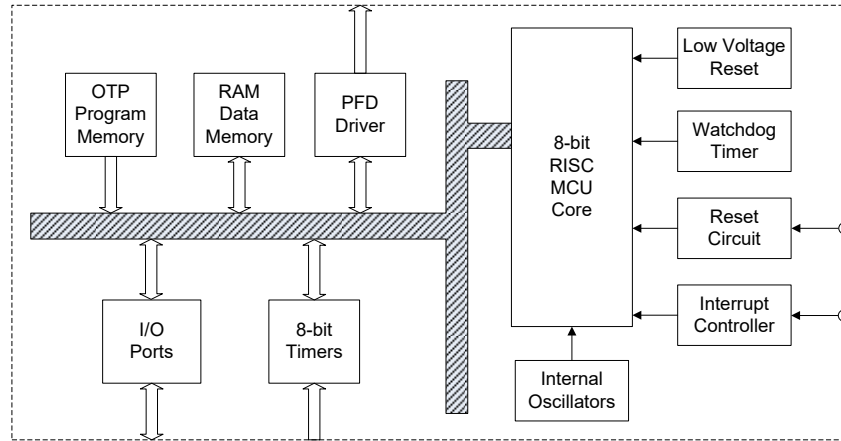 OTP
Program
Memory
RAM
Data
Memory
PFD
Driver
8-bit
RISC
MCU
Core
Low Voltage
Reset
Watchdog
Timer
Reset
Circuit
Interrupt
Controller
I/O
Ports
8-bit
Timers
Internal
Oscillators